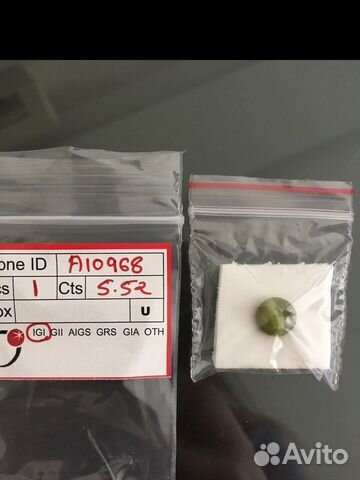 one ID A10968
ss 1 Cts 5.52
ox U
IGI GII AIGS GRS GIA OTH
Avito